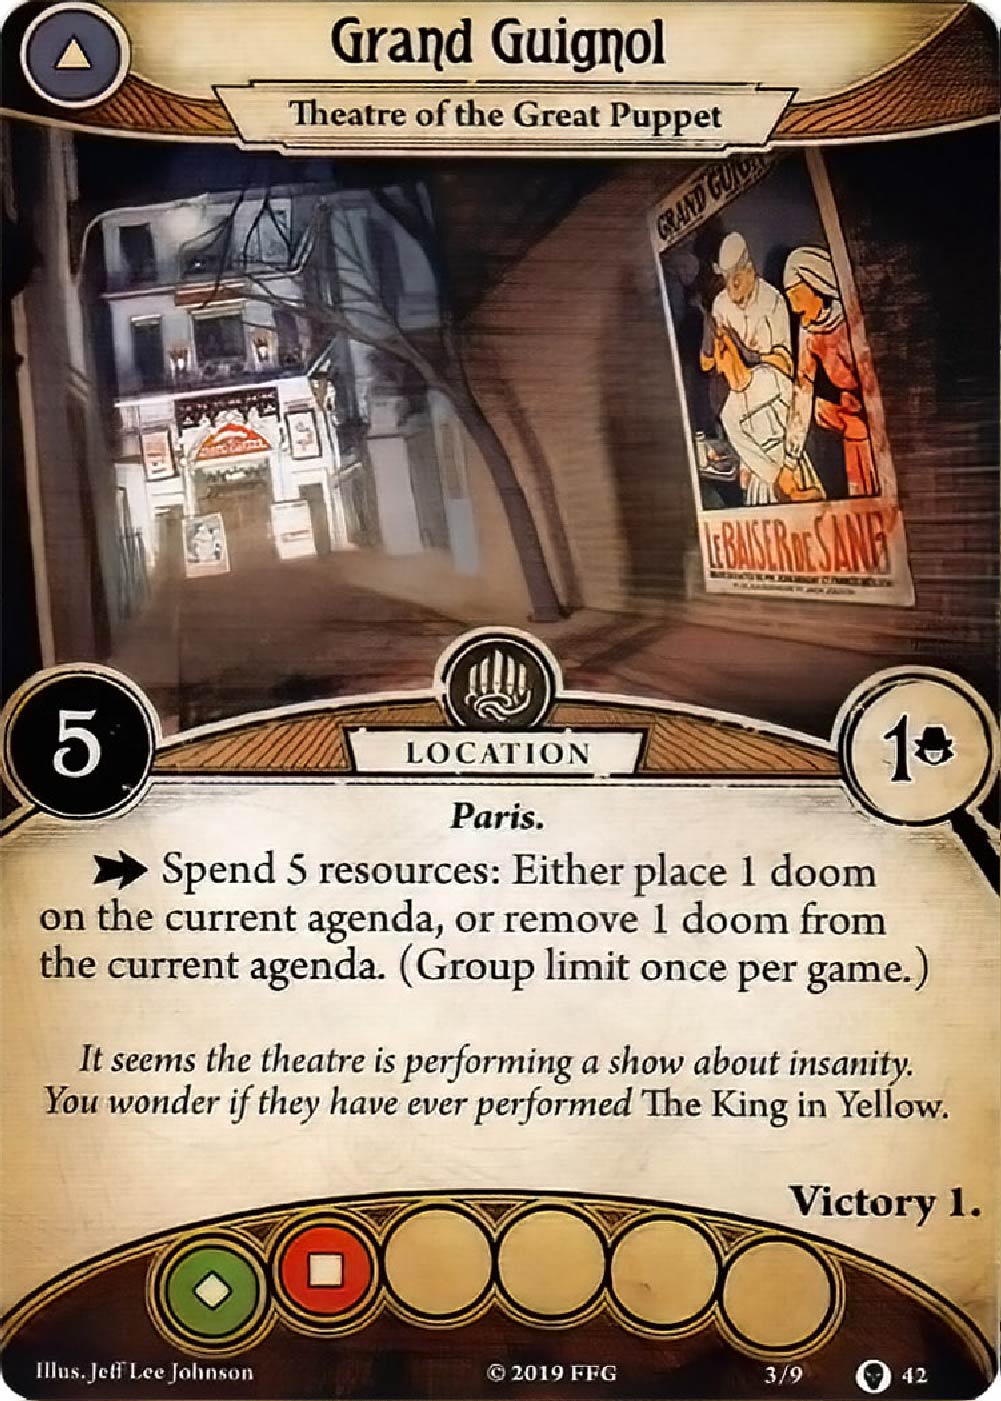 Grand Guignol
Theatre of the Great Puppet
GRAND GUIGNOL
LE BAISER DE SANG
5
LOCATION
1
Paris.
Spend 5 resources: Either place 1 doom
on the current agenda, or remove 1 doom from
the current agenda. (Group limit once per game.)
It seems the theatre is performing a show about insanity.
You wonder if they have ever performed The King in Yellow.
Victory 1.
Illus. Jeff Lee Johnson
© 2019 FFG
3/9
42